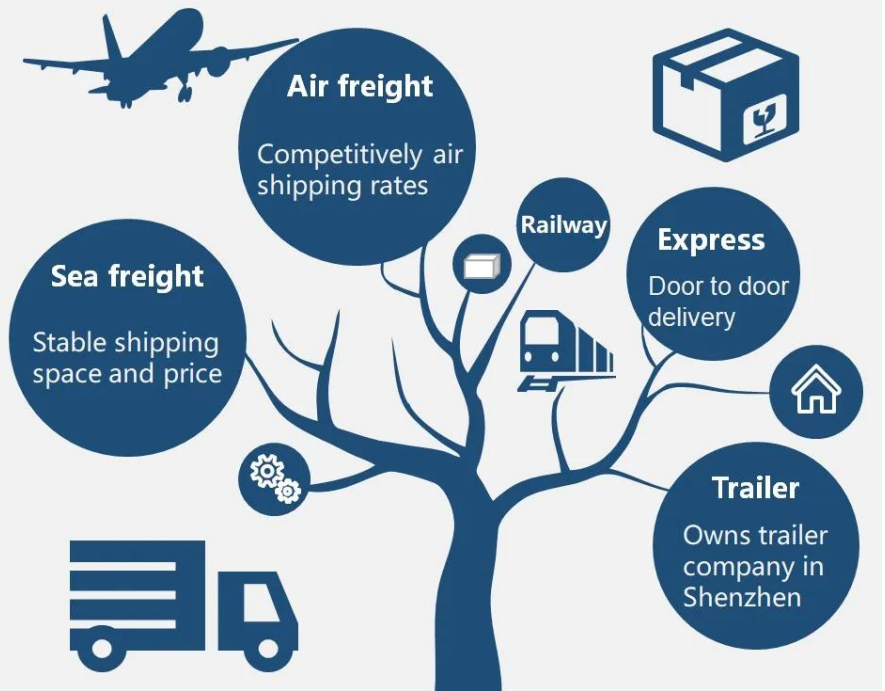 Air freight
Competitively air
shipping rates
Railway
Express
Door to door
delivery
Sea freight
Stable shipping
space and price
Trailer
Owns trailer
company in
Shenzhen